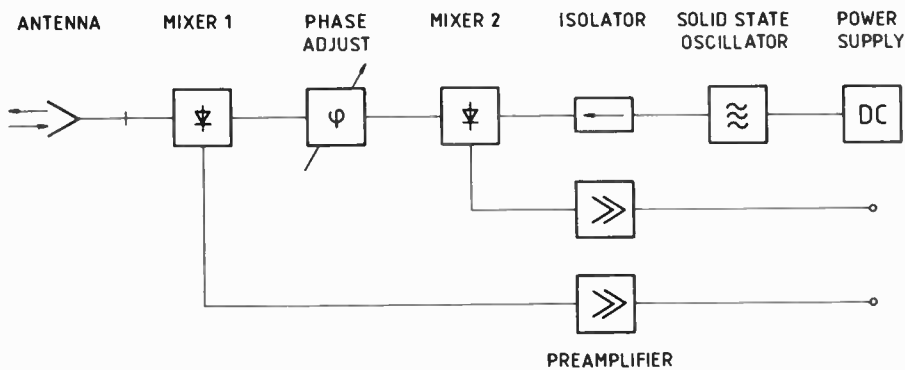 ANTENNA
MIXER 1
PHASE
ADJUST
MIXER 2
ISOLATOR
SOLID STATE
OSCILLATOR
POWER
SUPPLY
φ
DC
PREAMPLIFIER